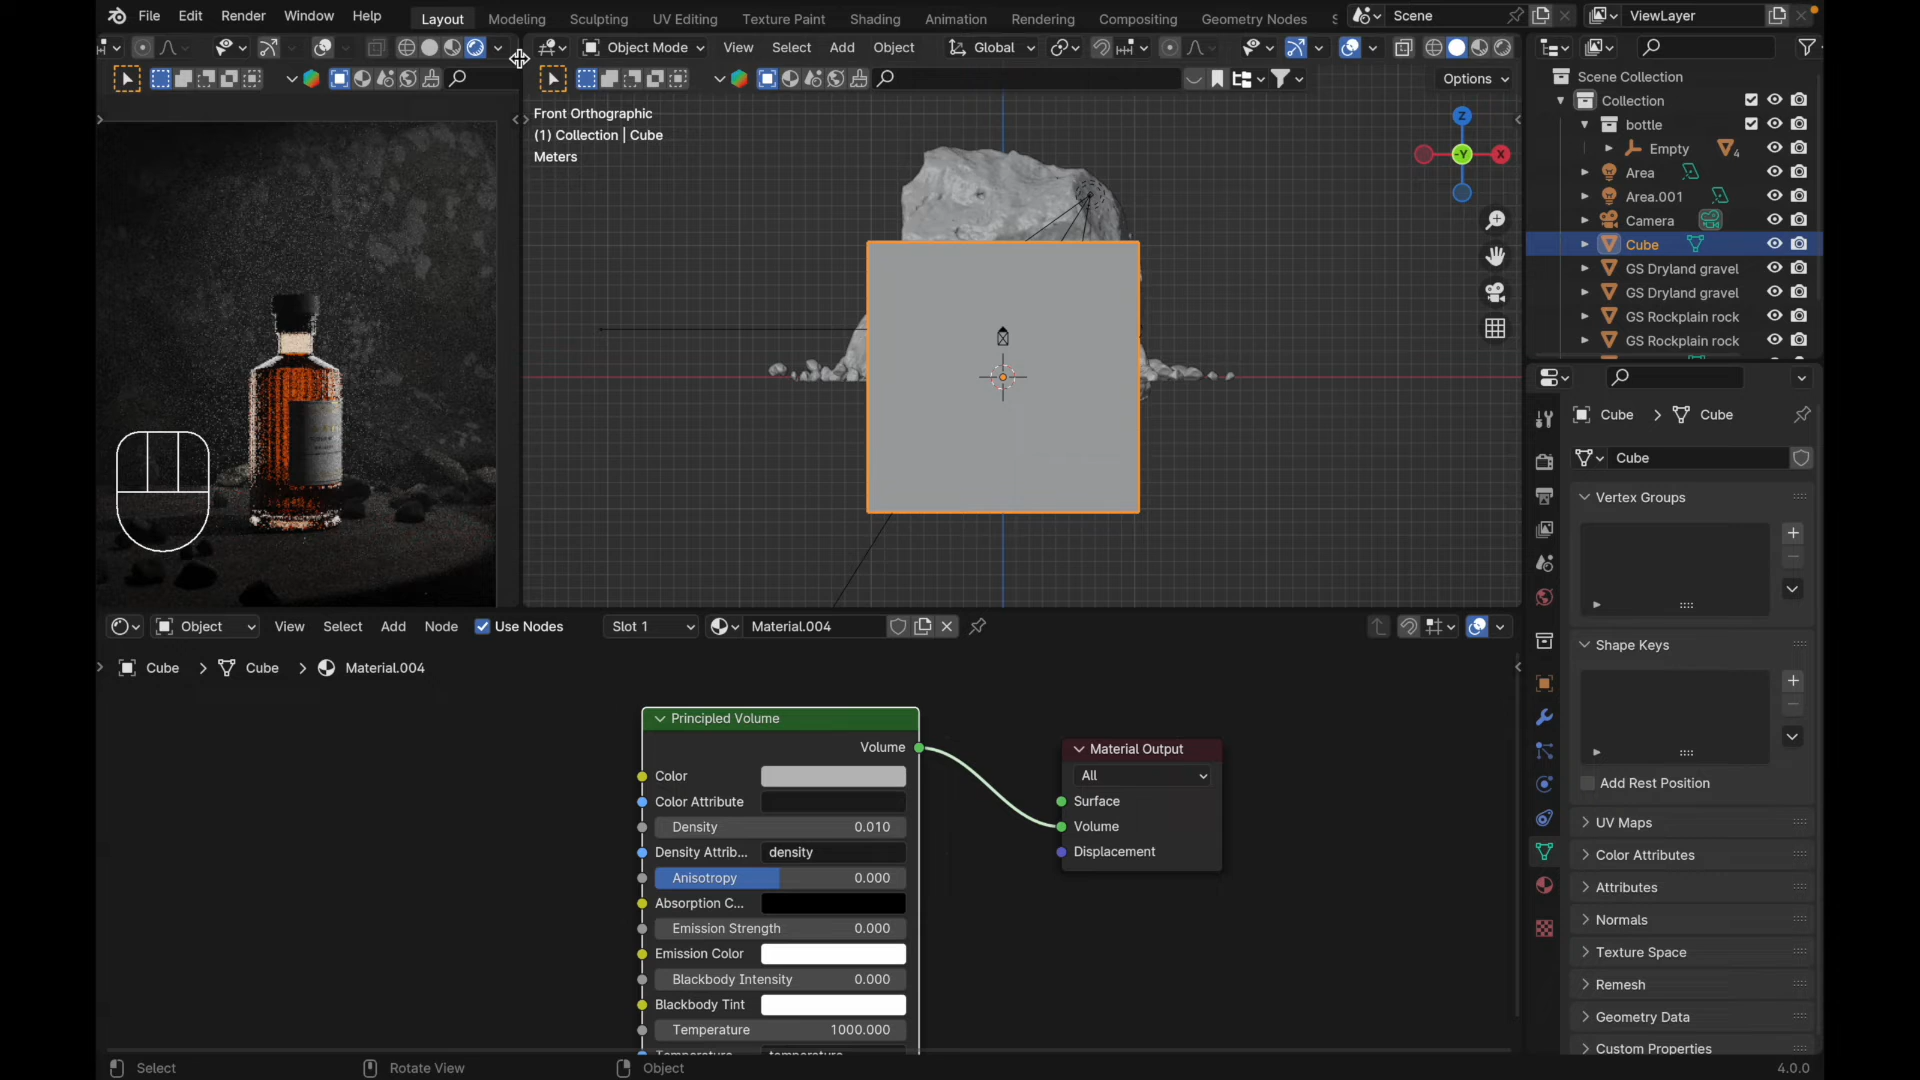 File Edit Render Window Help Layout Modeling Sculpting UV Editing Texture Paint Shading Animation Rendering Compositing Geometry Nodes S Scene ViewLayer
Object Mode View Select Add Object Global
Options
Front Orthographic
(1) Collection | Cube
Meters
Z
-Y
X
Scene Collection
Collection
bottle
Empty 4
Area
Area.001
Camera
Cube
GS Dryland gravel
GS Dryland gravel
GS Rockplain rock
GS Rockplain rock
Cube > Cube
Cube
Vertex Groups
Shape Keys
Add Rest Position
UV Maps
Color Attributes
Attributes
Normals
Texture Space
Remesh
Geometry Data
Custom Properties
Object View Select Add Node Use Nodes Slot 1 Material.004
Cube > Cube > Material.004
Principled Volume
Volume
Color
Color Attribute
Density 0.010
Density Attrib... density
Anisotropy 0.000
Absorption C...
Emission Strength 0.000
Emission Color
Blackbody Intensity 0.000
Blackbody Tint
Temperature 1000.000
Temperature... temperature
Material Output
All
Surface
Volume
Displacement
Select Rotate View Object 4.0.0